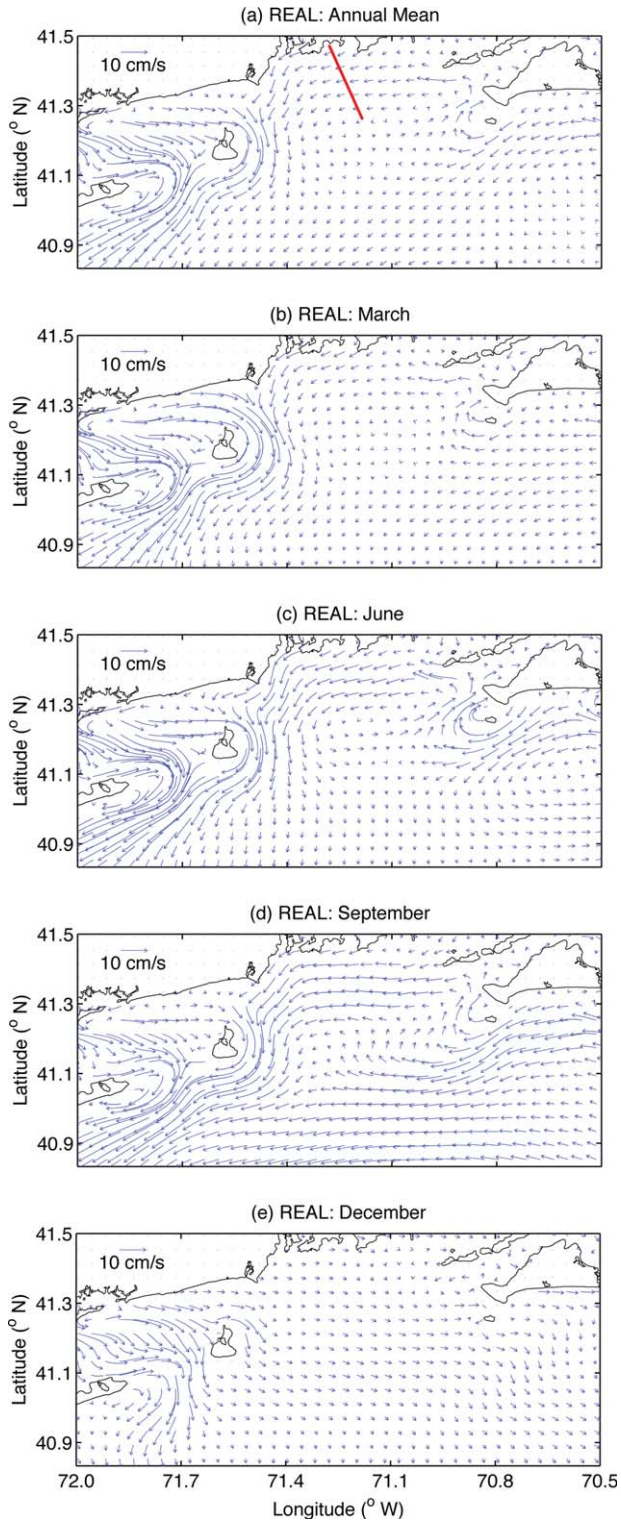 (a) REAL: Annual Mean
41.5
10 cm/s
41.3
41.1
40.9
Latitude (° N)
(b) REAL: March
41.5
10 cm/s
41.3
41.1
40.9
Latitude (° N)
(c) REAL: June
41.5
10 cm/s
41.3
41.1
40.9
Latitude (° N)
(d) REAL: September
41.5
10 cm/s
41.3
41.1
40.9
Latitude (° N)
(e) REAL: December
41.5
10 cm/s
41.3
41.1
40.9
Latitude (° N)
72.0 71.7 71.4 71.1 70.8 70.5
Longitude (° W)